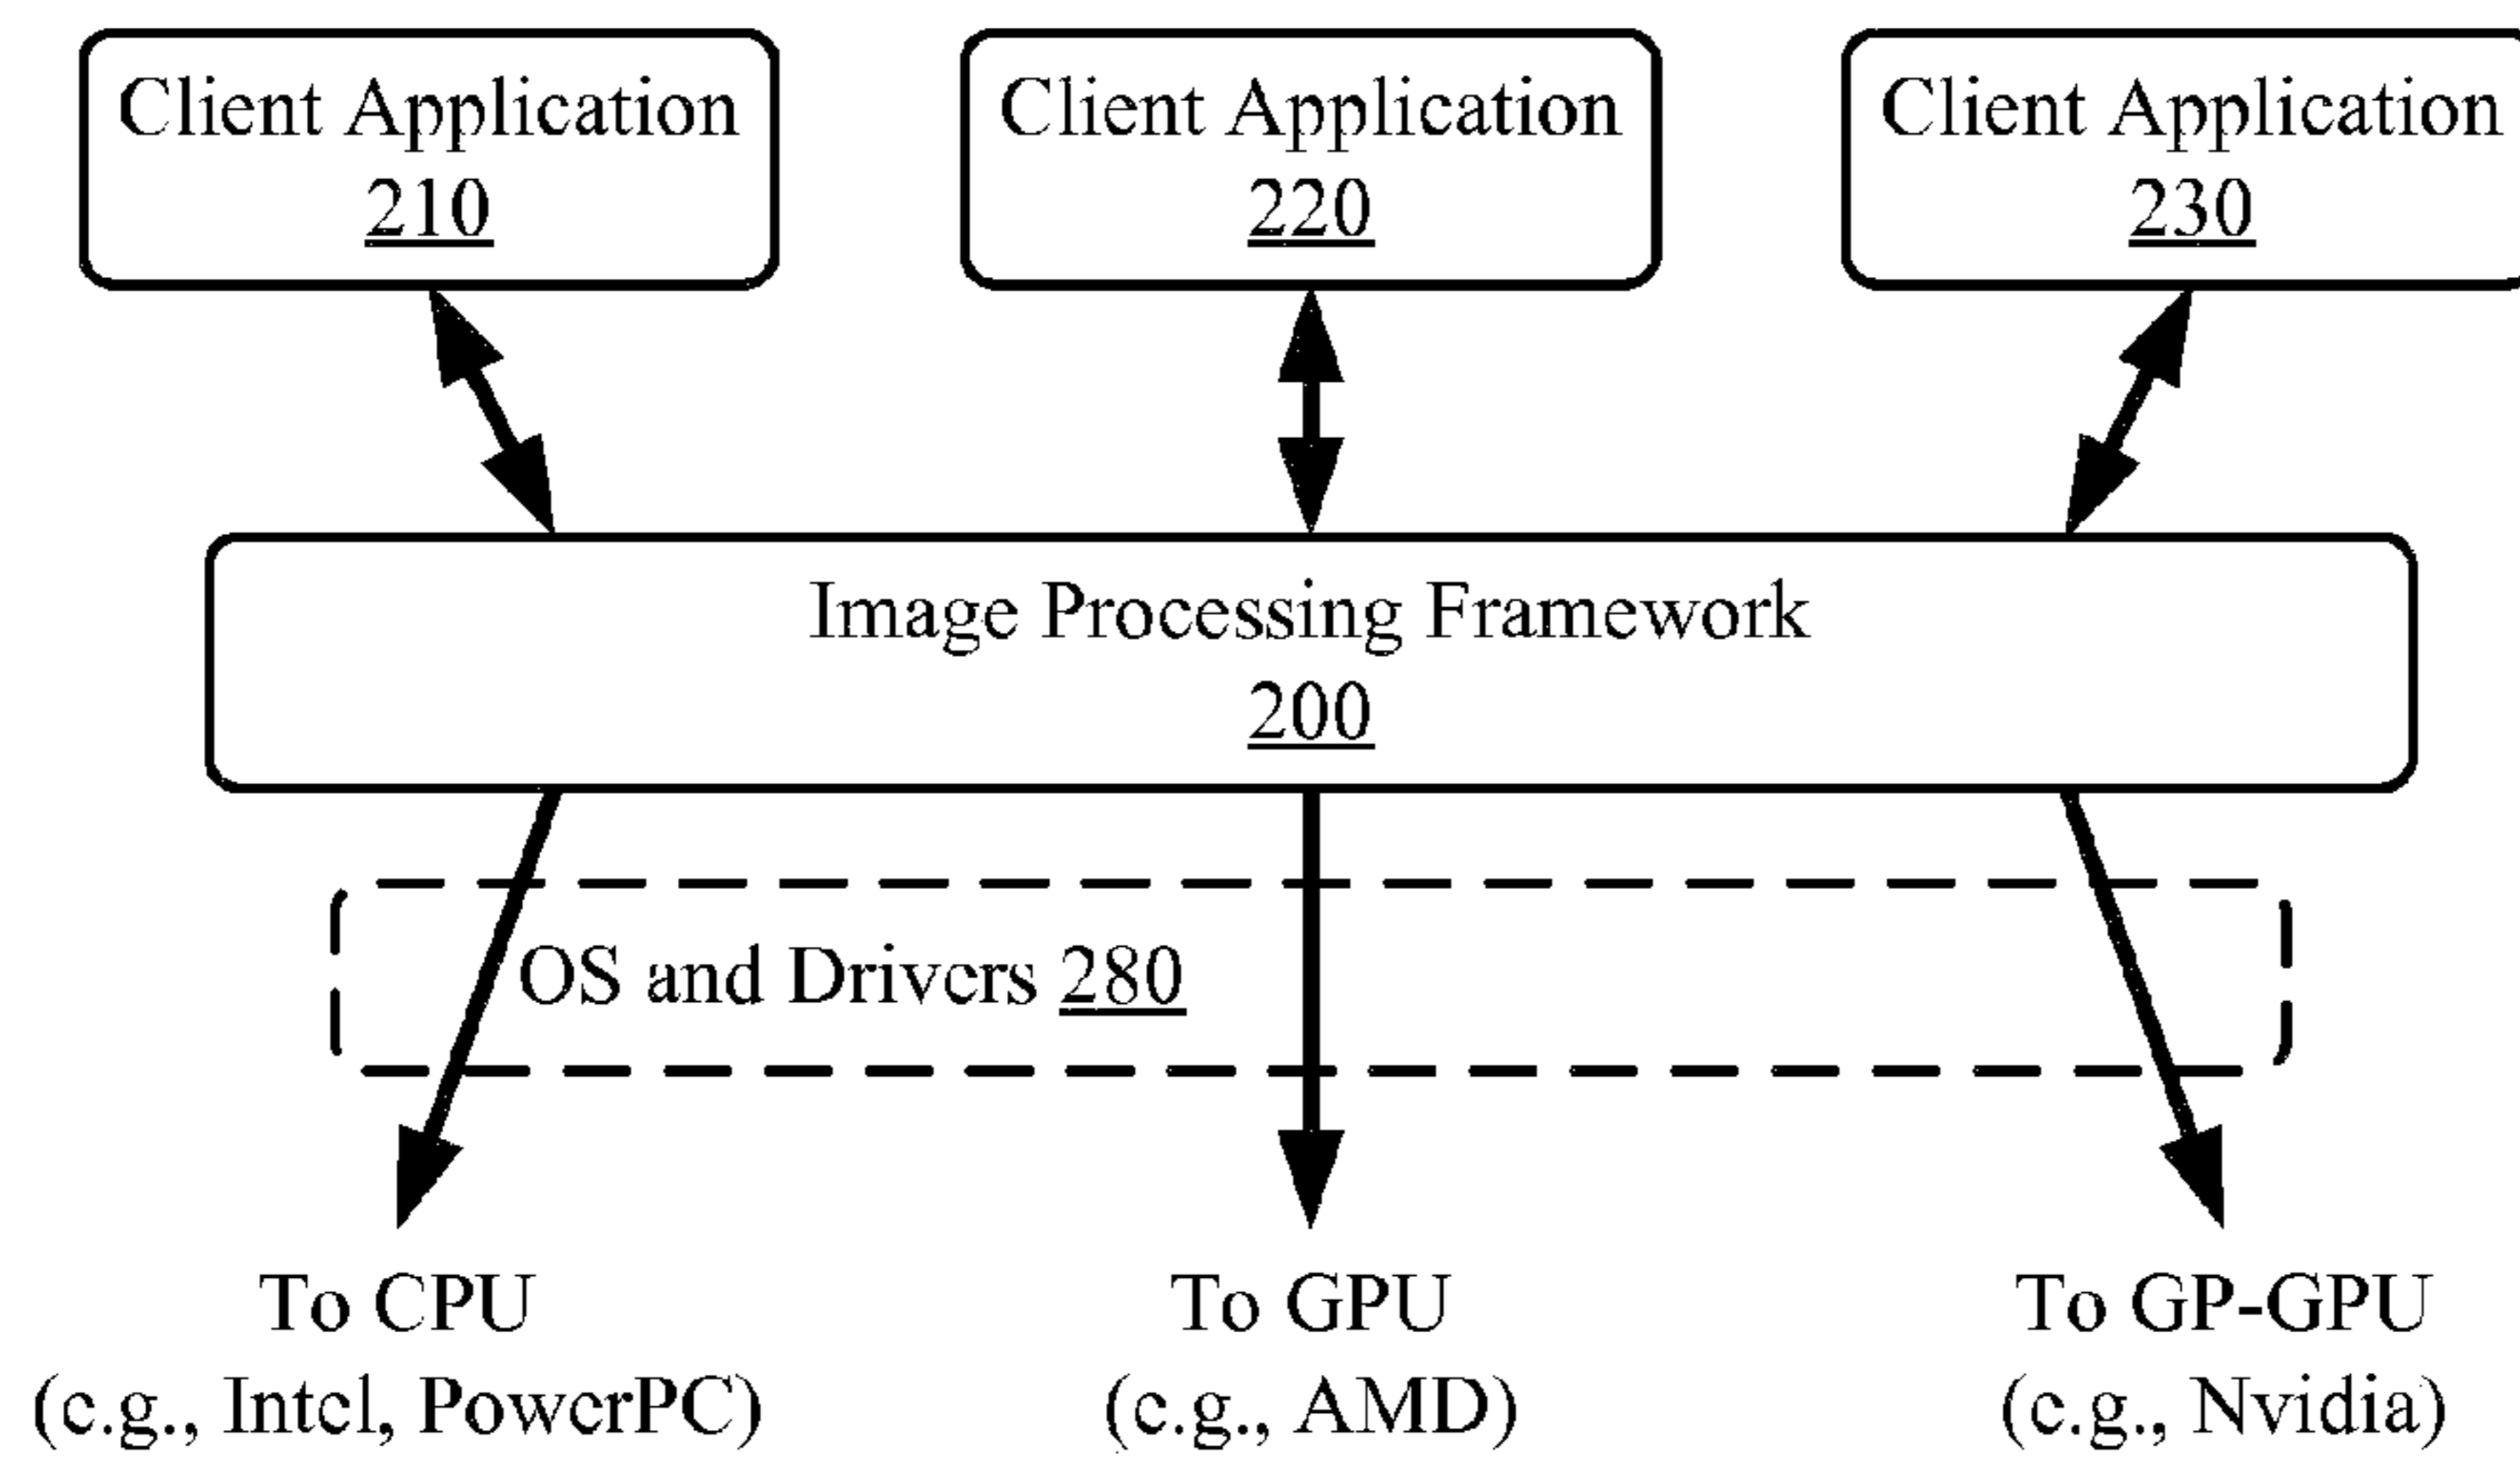 Client Application
210
Client Application
220
Client Application
230
Image Processing Framework
200
OS and Drivers 280
To CPU
(e.g., Intel, PowerPC)
To GPU
(e.g., AMD)
To GP-GPU
(e.g., Nvidia)